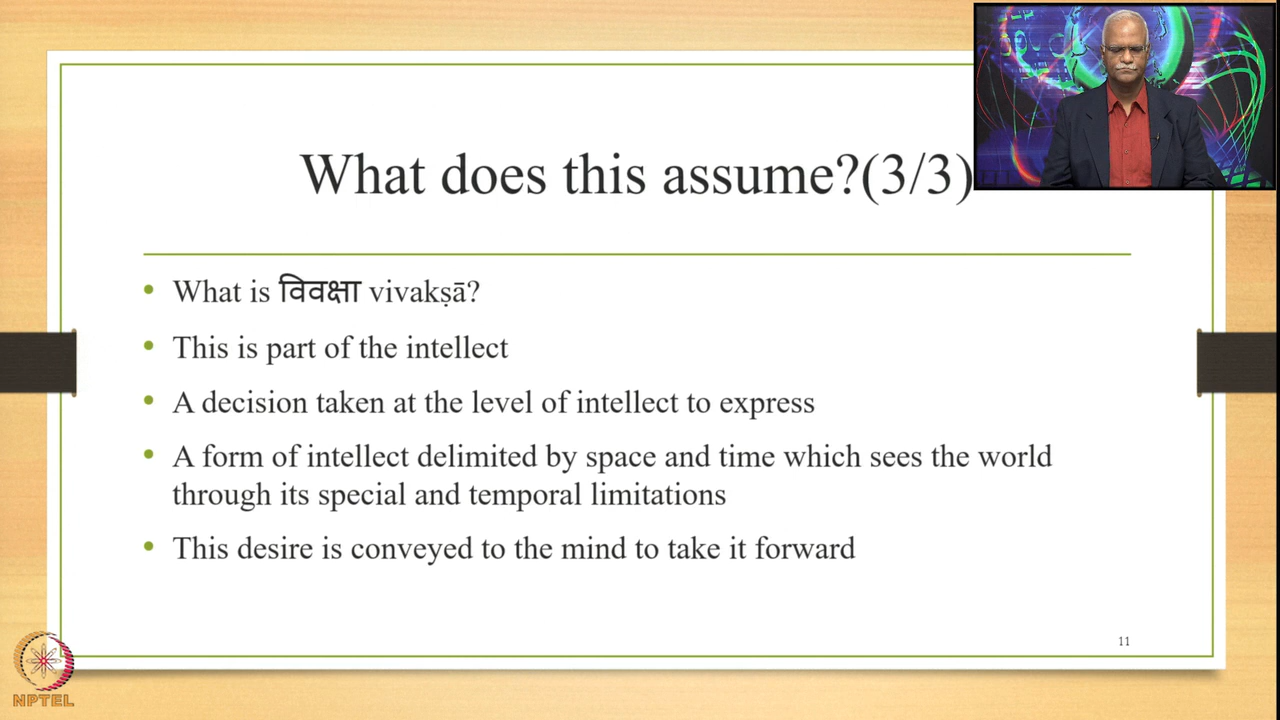 What does this assume?(3/3)
• What is विवक्षा vivakṣā?
• This is part of the intellect
• A decision taken at the level of intellect to express
• A form of intellect delimited by space and time which sees the world
through its special and temporal limitations
• This desire is conveyed to the mind to take it forward
11
NPTEL